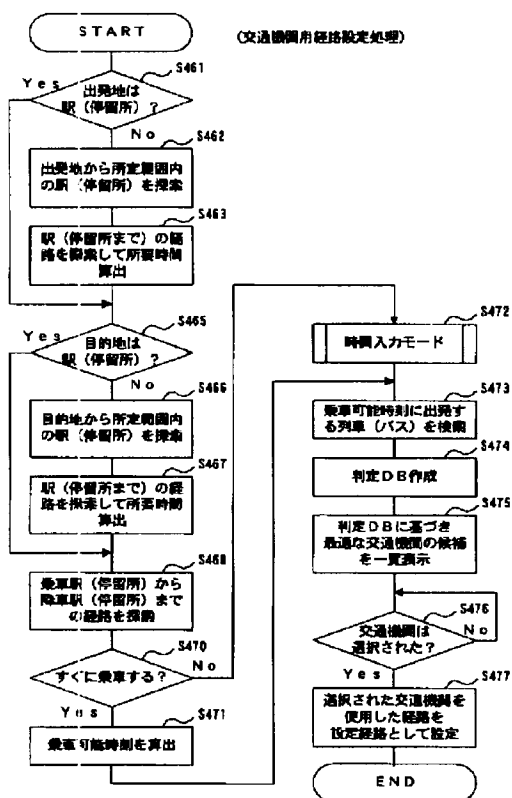 START
(交通機関用経路設定処理)
S461
Yes
出発地は
駅(停留所)?
No
S462
出発地から所定範囲内
の駅(停留所)を探索
S463
駅(停留所まで)の経
路を探索して所要時間
算出
S465
Yes
目的地は
駅(停留所)?
No
S466
目的地から所定範囲内
の駅(停留所)を探索
S467
駅(停留所まで)の経
路を探索して所要時間
算出
S468
乗車駅(停留所)から
降車駅(停留所)まで
の経路を探索
S470
すぐに乗車する?
No
Yes
S471
乗車可能時刻を算出
S472
時間入力モード
S473
乗車可能時刻に出発す
る列車(バス)を検索
S474
判定DB作成
S475
判定DBに基づき
最適な交通機関の候補
を一覧表示
S476
交通機関は
選択された?
No
Yes
S477
選択された交通機関を
使用した経路を
設定経路として設定
END